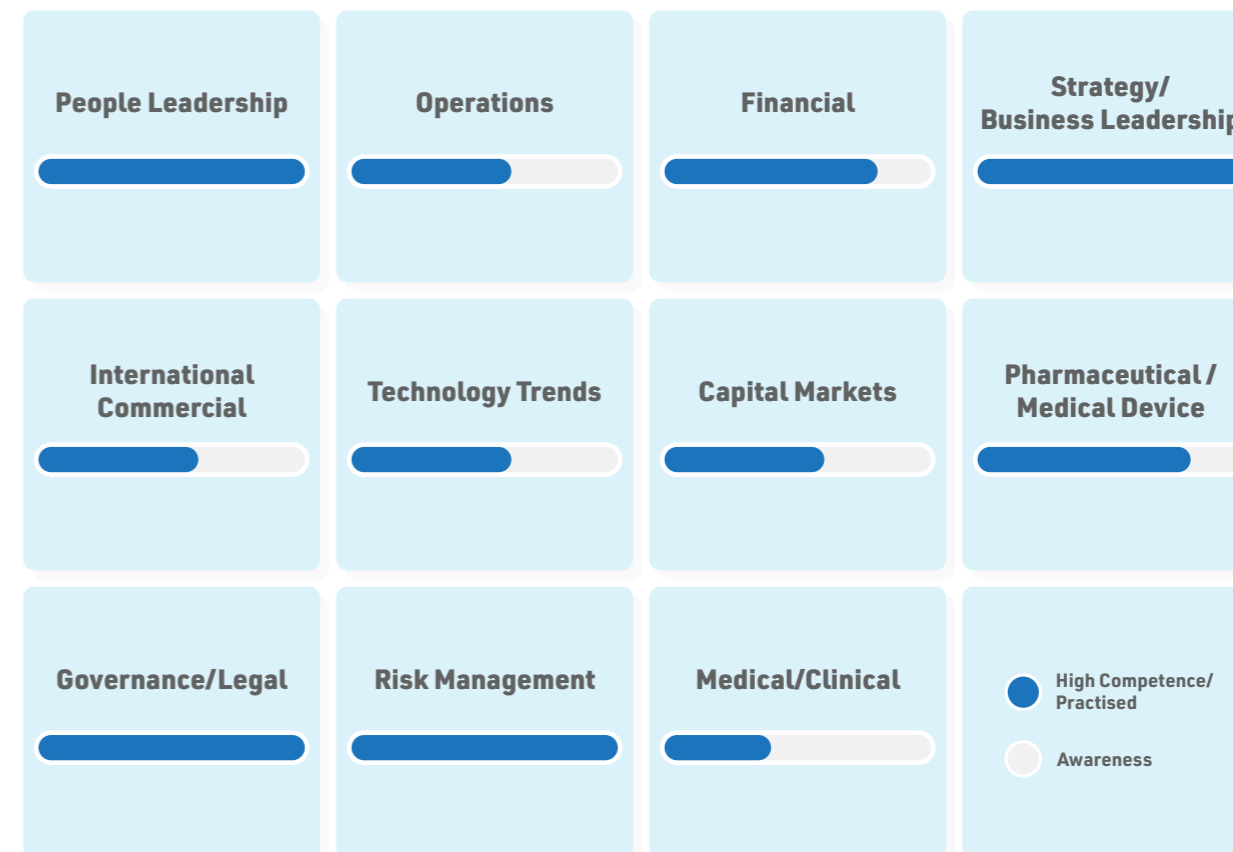 People Leadership
Operations
Financial
Strategy/
Business Leadership
International
Commercial
Technology Trends
Capital Markets
Pharmaceutical /
Medical Device
Governance/Legal
Risk Management
Medical/Clinical
High Competence/
Practised
Awareness